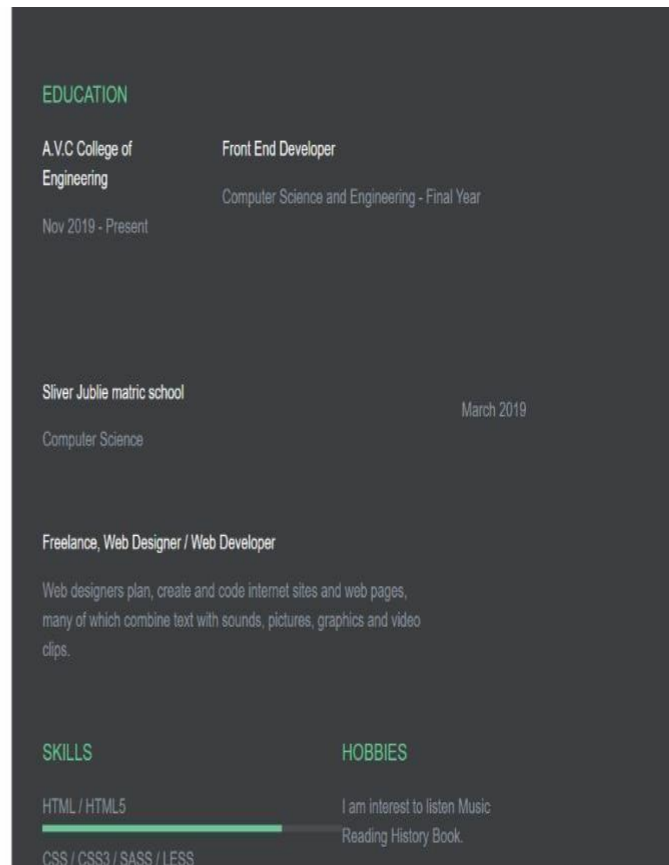 EDUCATION
A.V.C College of
Engineering
Nov 2019 - Present
Front End Developer
Computer Science and Engineering - Final Year
Sliver Jublie matric school
Computer Science
March 2019
Freelance, Web Designer / Web Developer
Web designers plan, create and code internet sites and web pages,
many of which combine text with sounds, pictures, graphics and video
clips.
SKILLS
HTML / HTML5
CSS / CSS3 / SASS / LESS
HOBBIES
I am interest to listen Music
Reading History Book.